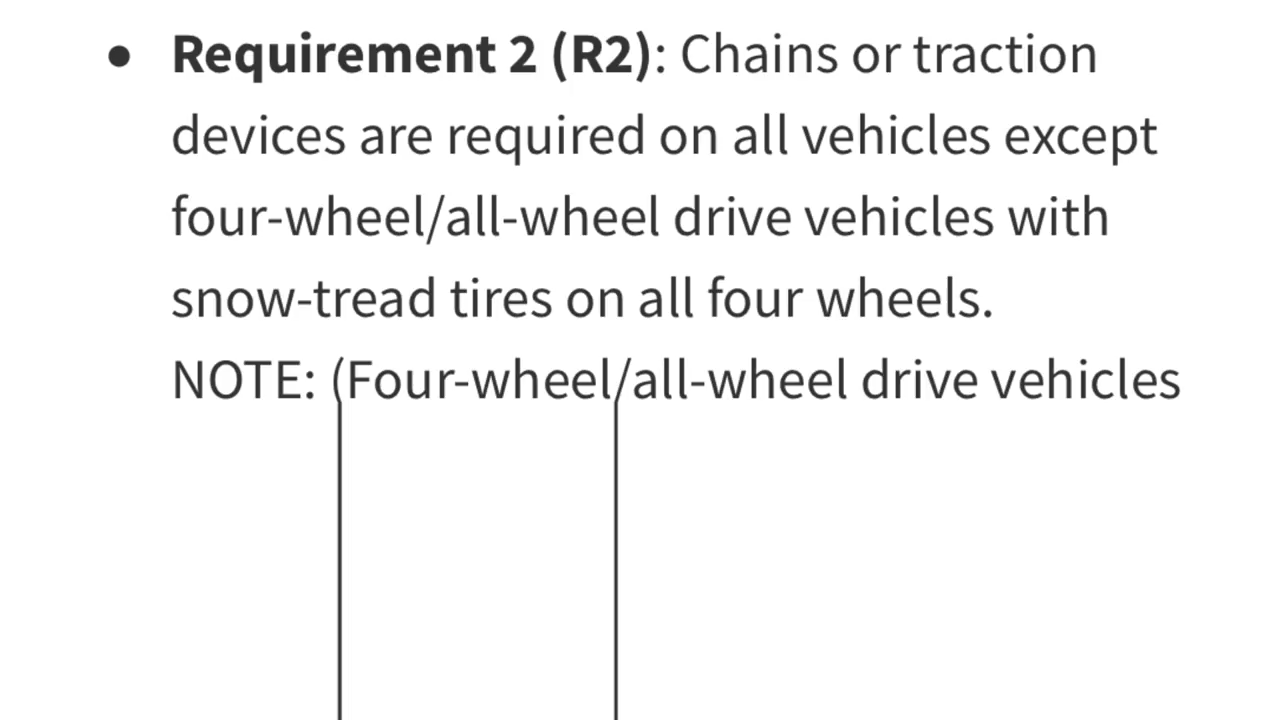 • Requirement 2 (R2): Chains or traction
devices are required on all vehicles except
four-wheel/all-wheel drive vehicles with
snow-tread tires on all four wheels.
NOTE: (Four-wheel/all-wheel drive vehicles